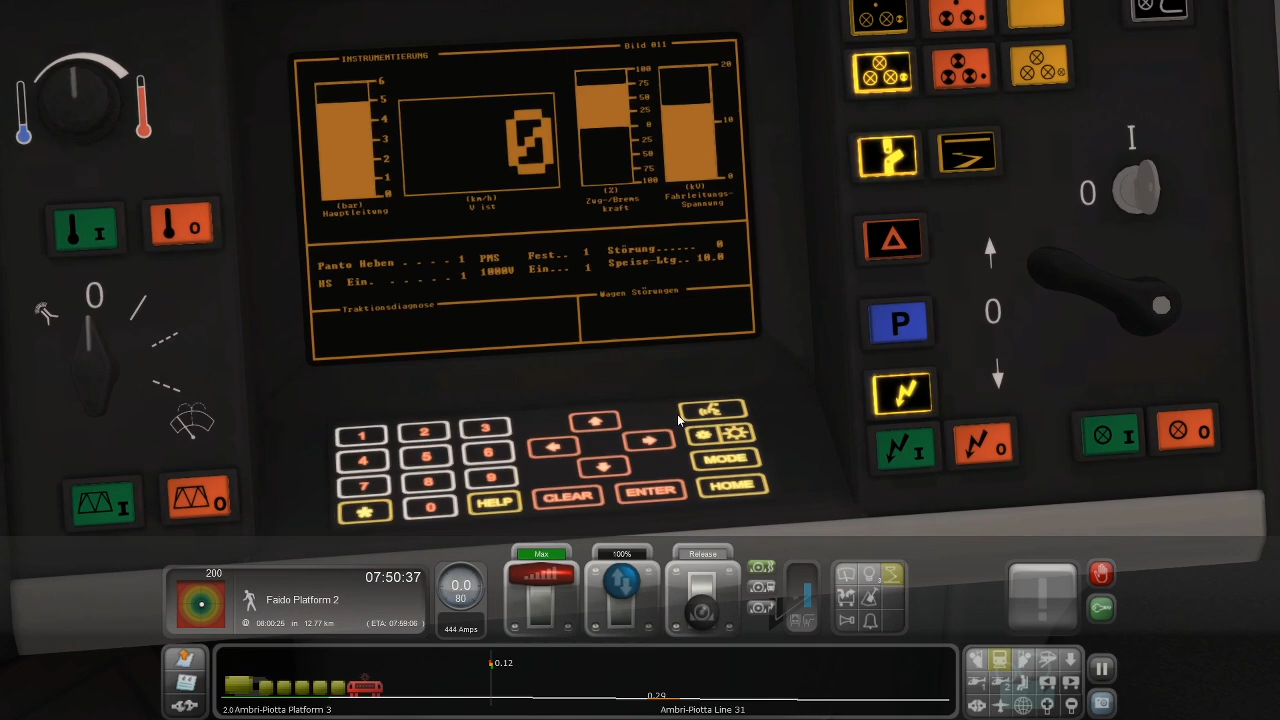 INSTRUMENTIERUNG
Bild 011
6
5
4
3
2
1
0
(bar)
Hauptleitung
0
(km/h)
V ist
100
75
50
25
0
25
50
75
100
(%)
Zug-/Brems
kraft
20
10
0
(kV)
Fahrleitungs-
Spannung
Panto Heben . . . . 1 PMS Fest.. 1 Störung...... 0
HS Ein. . . . . . 1 1000V Ein... 1 Speise-Ltg.. 10.0
Traktionsdiagnose
Wagen Störungen
I
O
0
I
O
I
0
P
0
I
O
I
O
1 2 3
4 5 6
7 8 9
* 0 HELP
CLEAR ENTER
MODE
HOME
Max
100%
Release
200
07:50:37
Faido Platform 2
@ 08:00:25 in 12.77 km ( ETA: 07:59:06 )
0.0
80
444 Amps
3
0.12
0.29
2.0 Ambri-Piotta Platform 3
Ambri-Piotta Line 31
1
2